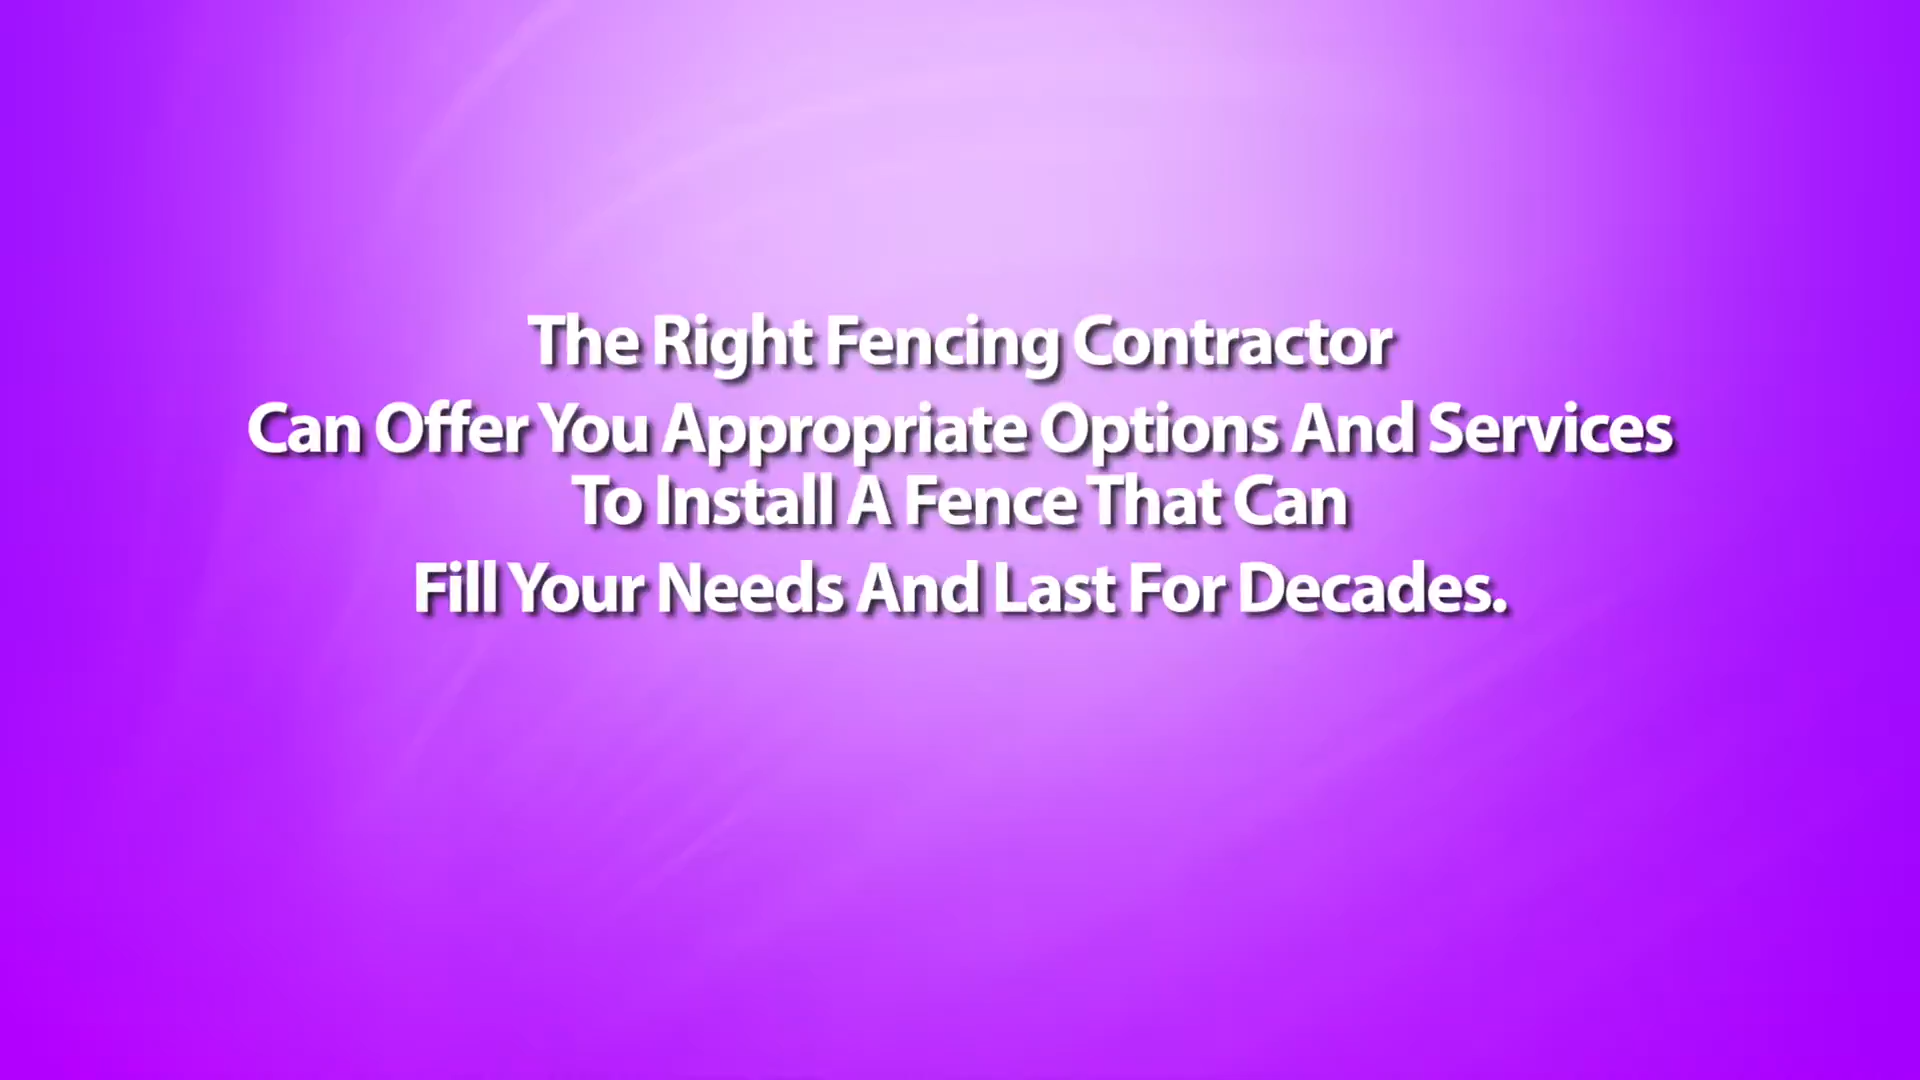 The Right Fencing Contractor
Can Offer You Appropriate Options And Services
To Install A Fence That Can
Fill Your Needs And Last For Decades.